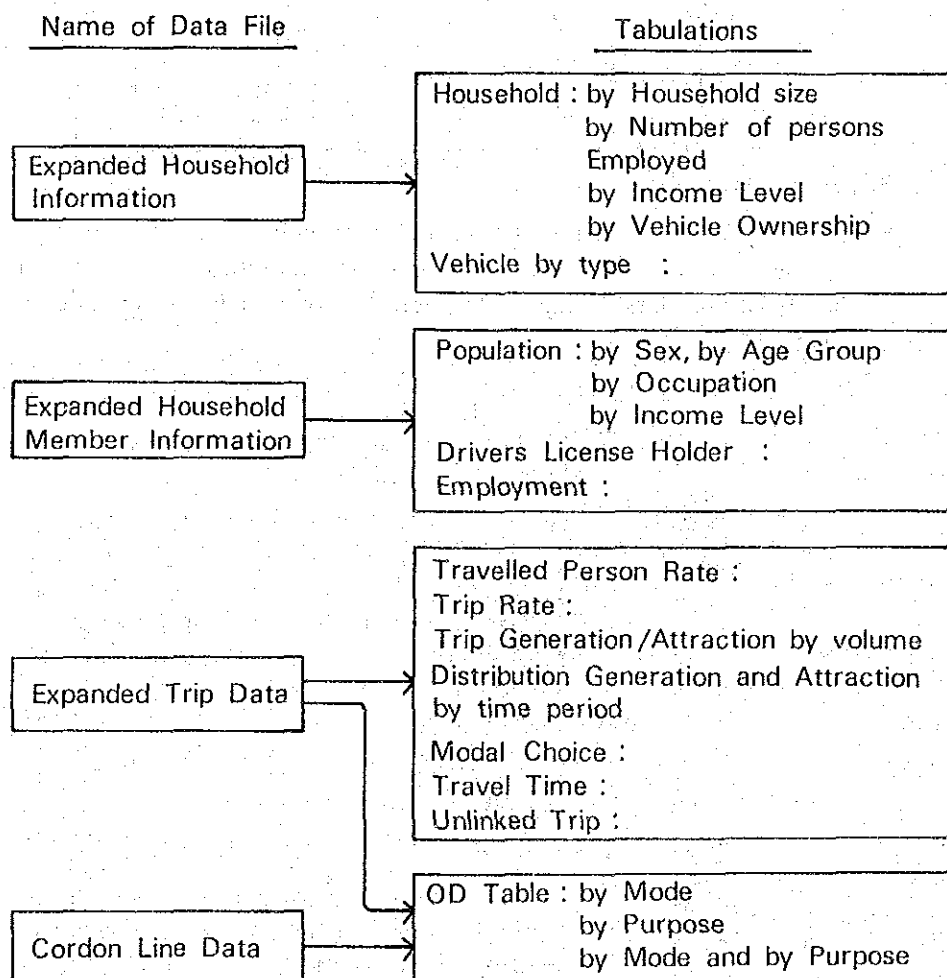 Name of Data File
Tabulations
Expanded Household
Information
Household : by Household size
by Number of persons
Employed
by Income Level
by Vehicle Ownership
Vehicle by type :
Expanded Household
Member Information
Population : by Sex, by Age Group
by Occupation
by Income Level
Drivers License Holder :
Employment :
Expanded Trip Data
Travelled Person Rate :
Trip Rate :
Trip Generation/Attraction by volume
Distribution Generation and Attraction
by time period
Modal Choice :
Travel Time :
Unlinked Trip :
Cordon Line Data
OD Table : by Mode
by Purpose
by Mode and by Purpose